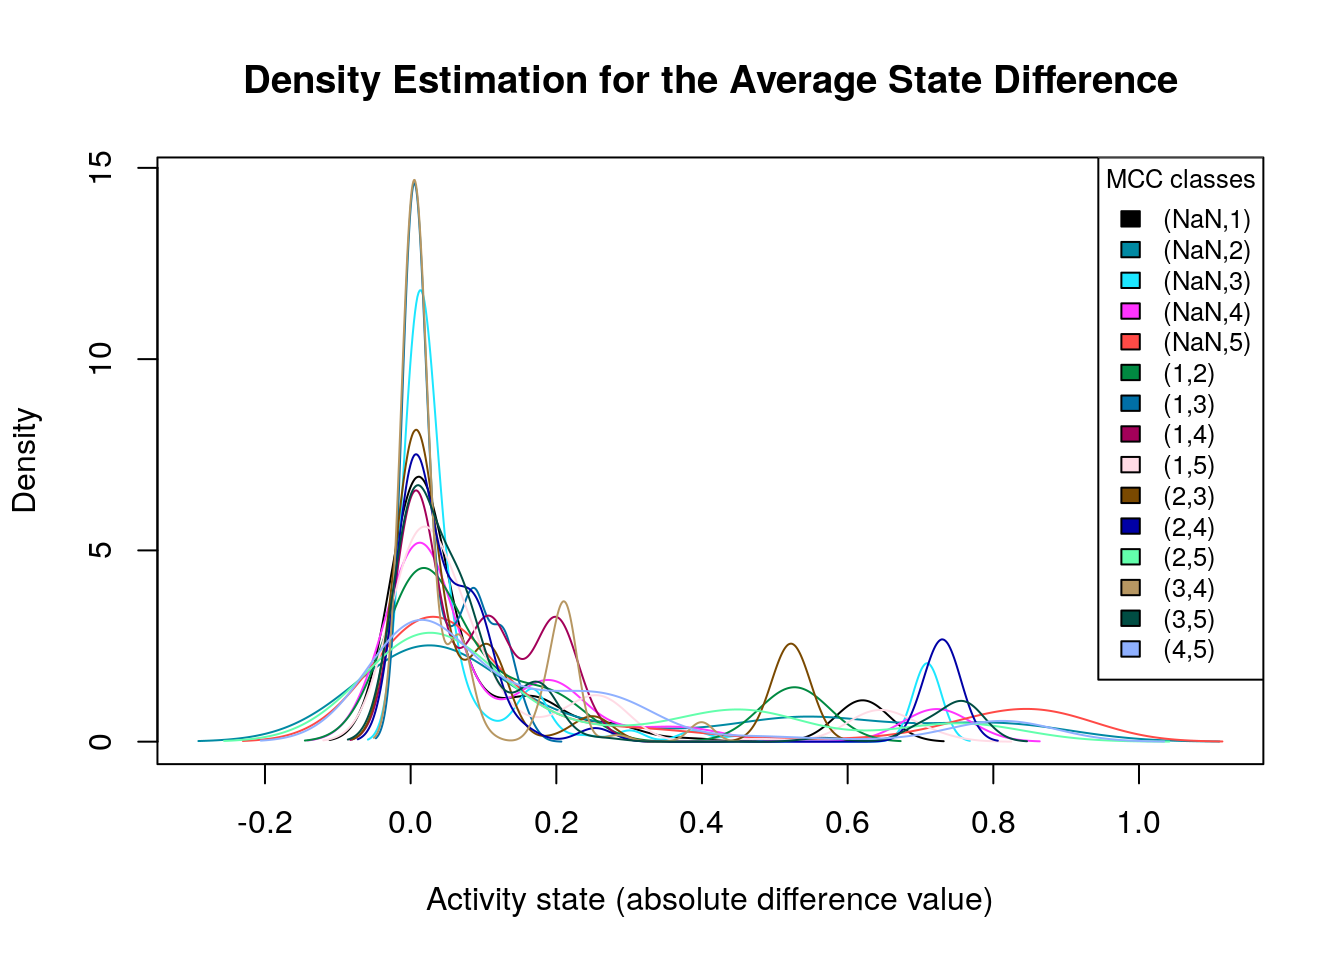 Density Estimation for the Average State Difference
Density
15
10
5
0
MCC classes
(NaN,1)
(NaN,2)
(NaN,3)
(NaN,4)
(NaN,5)
(1,2)
(1,3)
(1,4)
(1,5)
(2,3)
(2,4)
(2,5)
(3,4)
(3,5)
(4,5)
-0.2 0.0 0.2 0.4 0.6 0.8 1.0
Activity state (absolute difference value)